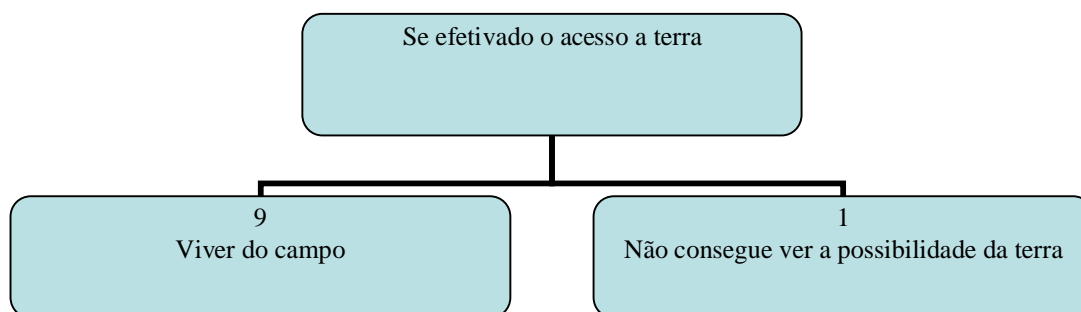 Se efetivado o acesso a terra
9
Viver do campo
1
Não consegue ver a possibilidade da terra